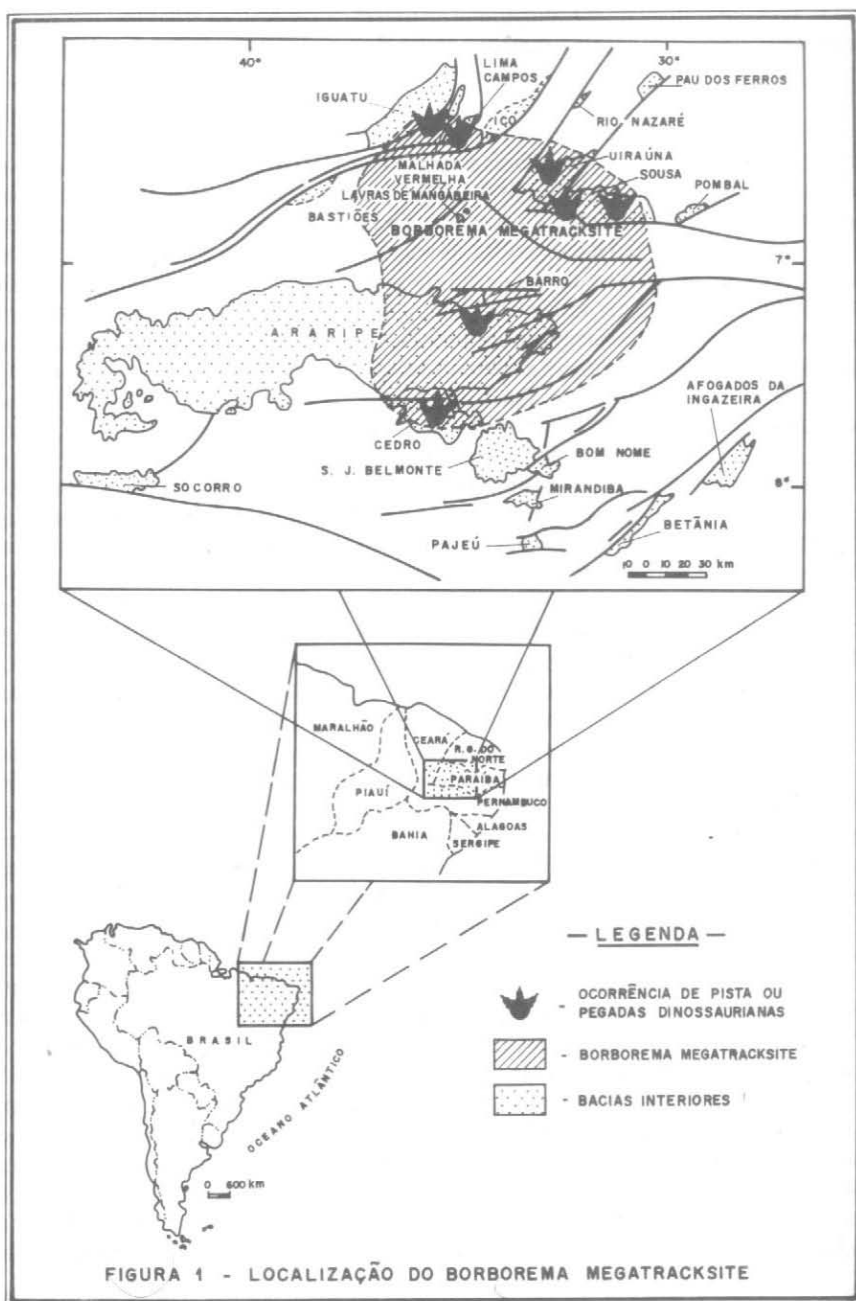 40°
30°
LIMA
CAMPOS
PAU DOS FERROS
IGUATU
IÇÓ
RIO NAZARÉ
MALHADA
VERMELHA
UIRAÚNA
SOUSA
LAVRAS DE MANGABEIRA
POMBAL
BASTIÕES
BORBOREMA MEGATRACKSITE
7°
BARRO
ARARIPE
AFOGADOS DA
INGAZEIRA
CEDRO
BOM NOME
S. J. BELMONTE
SOCORRO
MIRANDIBA
8°
PAJEÚ
BETÂNIA
10 0 10 20 30 km
MARALHÃO
CEARÁ
R. G. DO
NORTE
PARAIBA
PIAUÍ
PERNAMBUCO
ALAGOAS
BAHIA
SERGIPE
— LEGENDA —
- OCORRÊNCIA DE PISTA OU
PEGADAS DINOSSAURIANAS
BRASIL
- BORBOREMA MEGATRACKSITE
- BACIAS INTERIORES
OCEANO ATLÂNTICO
0 600 km
FIGURA 1 - LOCALIZAÇÃO DO BORBOREMA MEGATRACKSITE